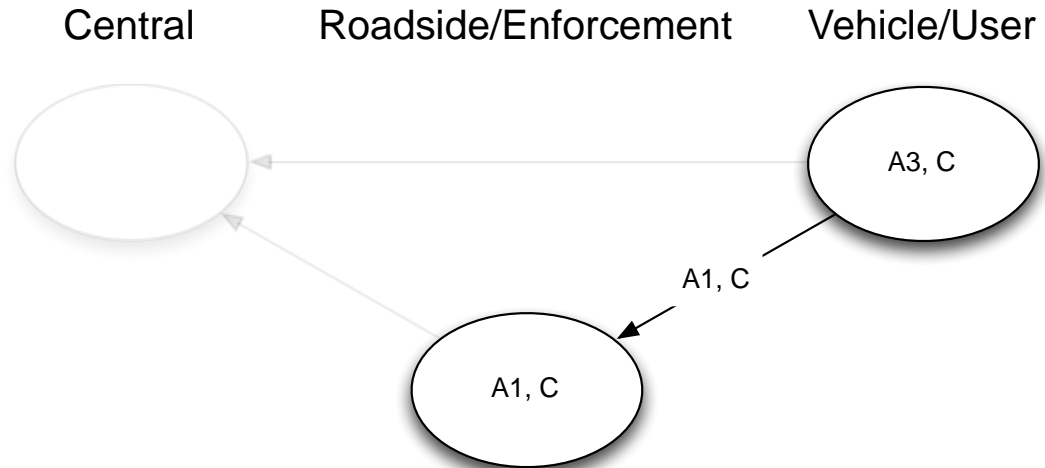 Central Roadside/Enforcement Vehicle/User
A3, C
A1, C
A1, C